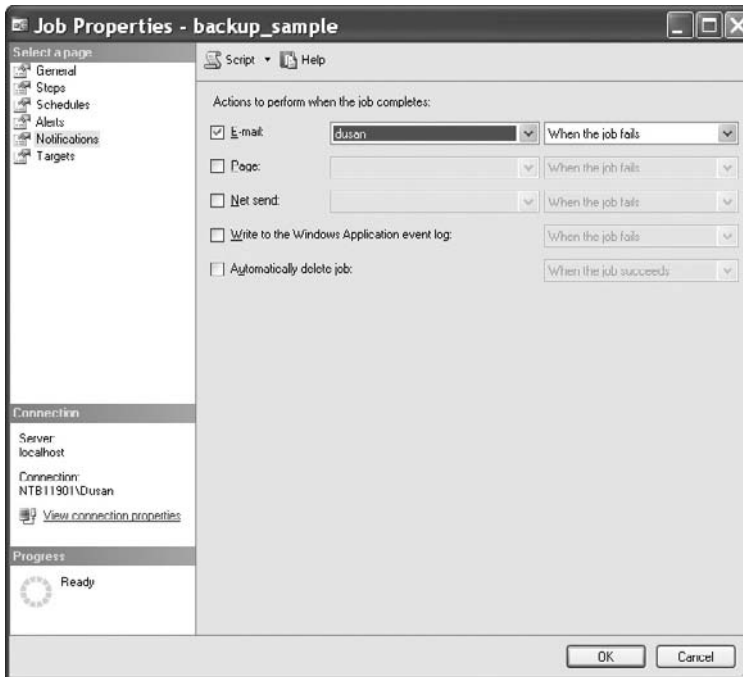 Job Properties - backup_sample
Select a page
General
Steps
Schedules
Alerts
Notifications
Targets
Script
Help
Actions to perform when the job completes:
E-mail: dusan When the job fails
Page: When the job fails
Net send: When the job fails
Write to the Windows Application event log: When the job fails
Automatically delete job: When the job succeeds
Connection
Server:
localhost
Connection:
NTB11901\Dusan
View connection properties
Progress
Ready
OK Cancel